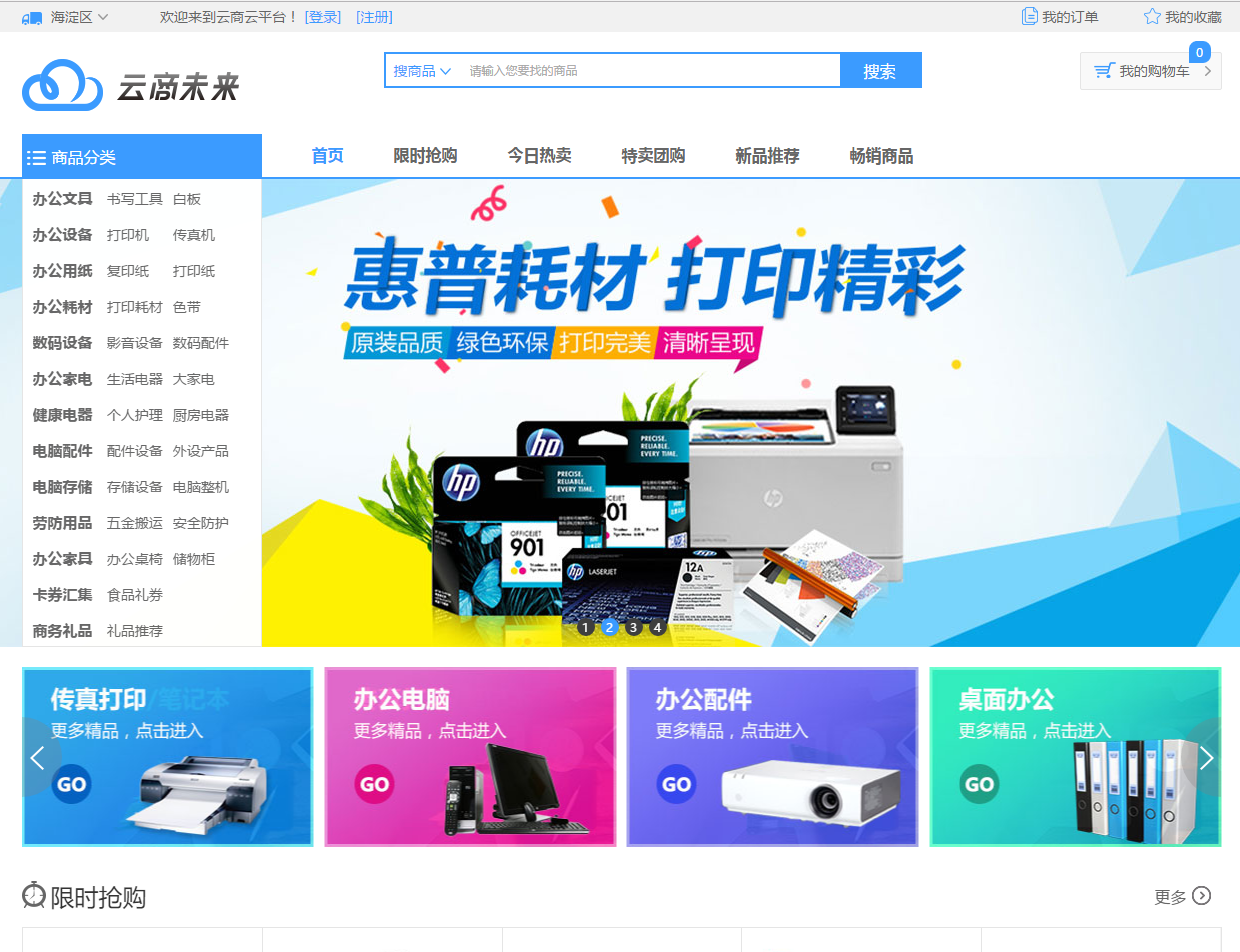 海淀区 欢迎来到云商云平台！ [登录] [注册] 我的订单 我的收藏
云商未来
搜商品 请输入您要找的商品 搜索
我的购物车 0
商品分类 首页 限时抢购 今日热卖 特卖团购 新品推荐 畅销商品
办公文具 书写工具 白板
办公设备 打印机 传真机
办公用纸 复印纸 打印纸
办公耗材 打印耗材 色带
数码设备 影音设备 数码配件
办公家电 生活电器 大家电
健康电器 个人护理 厨房电器
电脑配件 配件设备 外设产品
电脑存储 存储设备 电脑整机
劳防用品 五金搬运 安全防护
办公家具 办公桌椅 储物柜
卡券汇集 食品礼券
商务礼品 礼品推荐
惠普耗材 打印精彩
原装品质 绿色环保 打印完美 清晰呈现
hp
PRECISE.
RELIABLE.
EVERY TIME.
hp
PRECISE.
RELIABLE.
EVERY TIME.
OFFICEJET
901
hp LASERJET
12A
hp
1 2 3 4
传真打印/笔记本
更多精品，点击进入
GO
办公电脑
更多精品，点击进入
GO
办公配件
更多精品，点击进入
GO
桌面办公
更多精品，点击进入
GO
限时抢购
更多